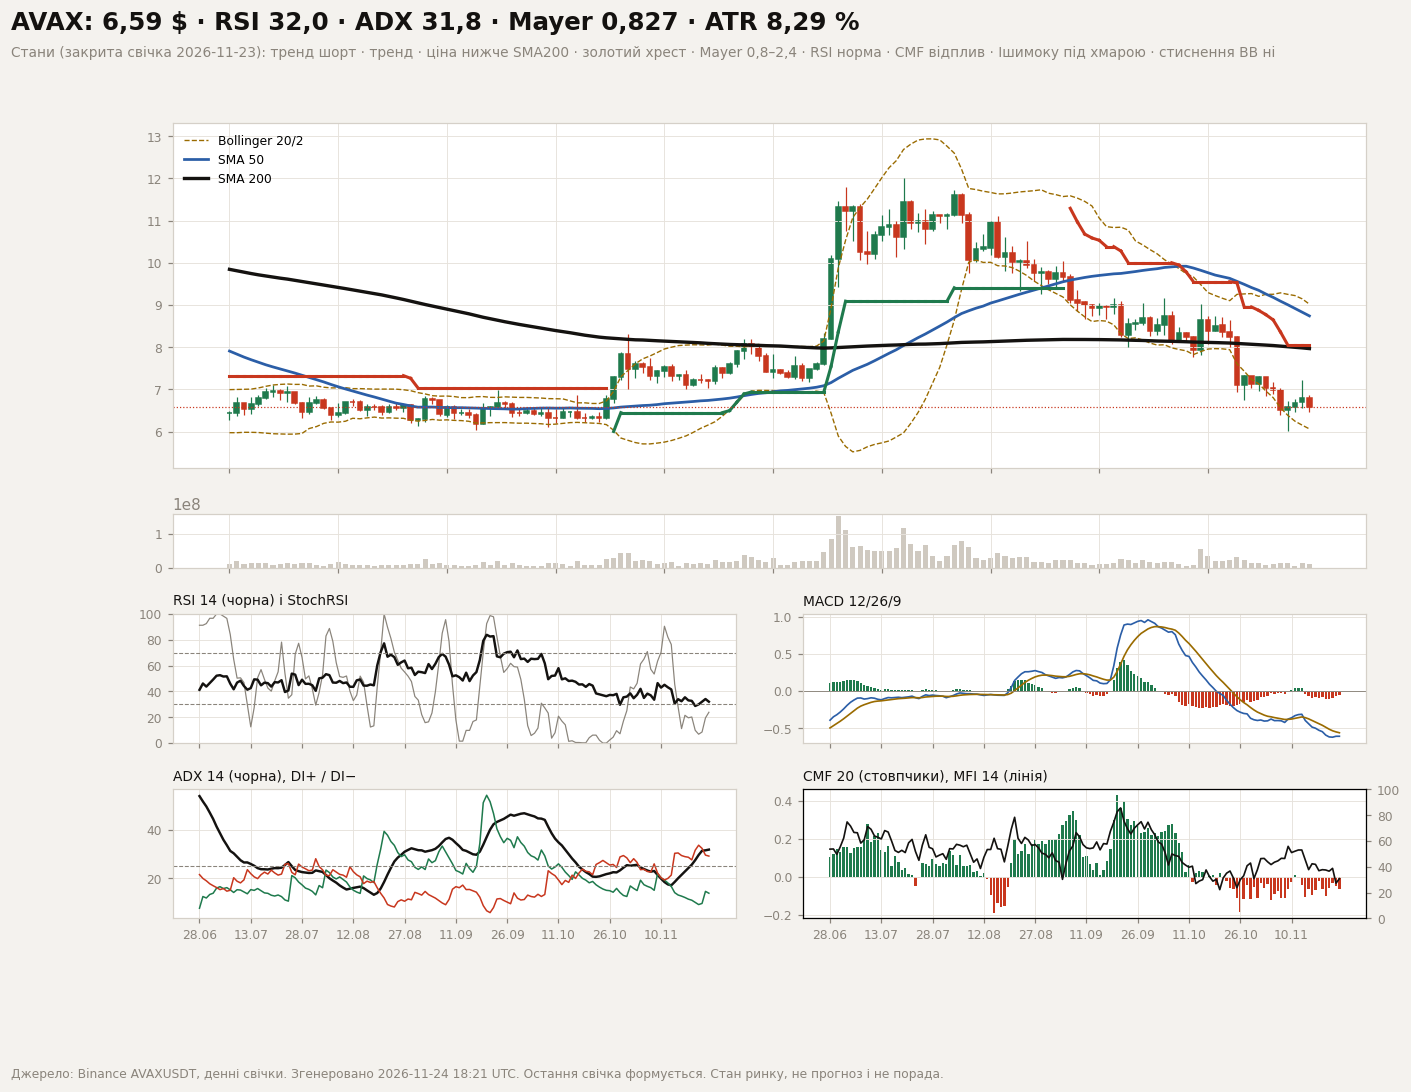 AVAX: 6,59 $ · RSI 32,0 · ADX 31,8 · Mayer 0,827 · ATR 8,29 %
Стани (закрита свічка 2026-11-23): тренд шорт · тренд · ціна нижче SMA200 · золотий хрест · Mayer 0,8–2,4 · RSI норма · CMF відплив · Ішимоку під хмарою · стиснення BB ні
Bollinger 20/2
SMA 50
SMA 200
13
12
11
10
9
8
7
6
1e8
1
0
RSI 14 (чорна) і StochRSI
100
80
60
40
20
0
MACD 12/26/9
1.0
0.5
0.0
−0.5
ADX 14 (чорна), DI+ / DI−
40
20
28.06 13.07 28.07 12.08 27.08 11.09 26.09 11.10 26.10 10.11
CMF 20 (стовпчики), MFI 14 (лінія)
0.4
0.2
0.0
−0.2
100
80
60
40
20
0
28.06 13.07 28.07 12.08 27.08 11.09 26.09 11.10 26.10 10.11
Джерело: Binance AVAXUSDT, денні свічки. Згенеровано 2026-11-24 18:21 UTC. Остання свічка формується. Стан ринку, не прогноз і не порада.